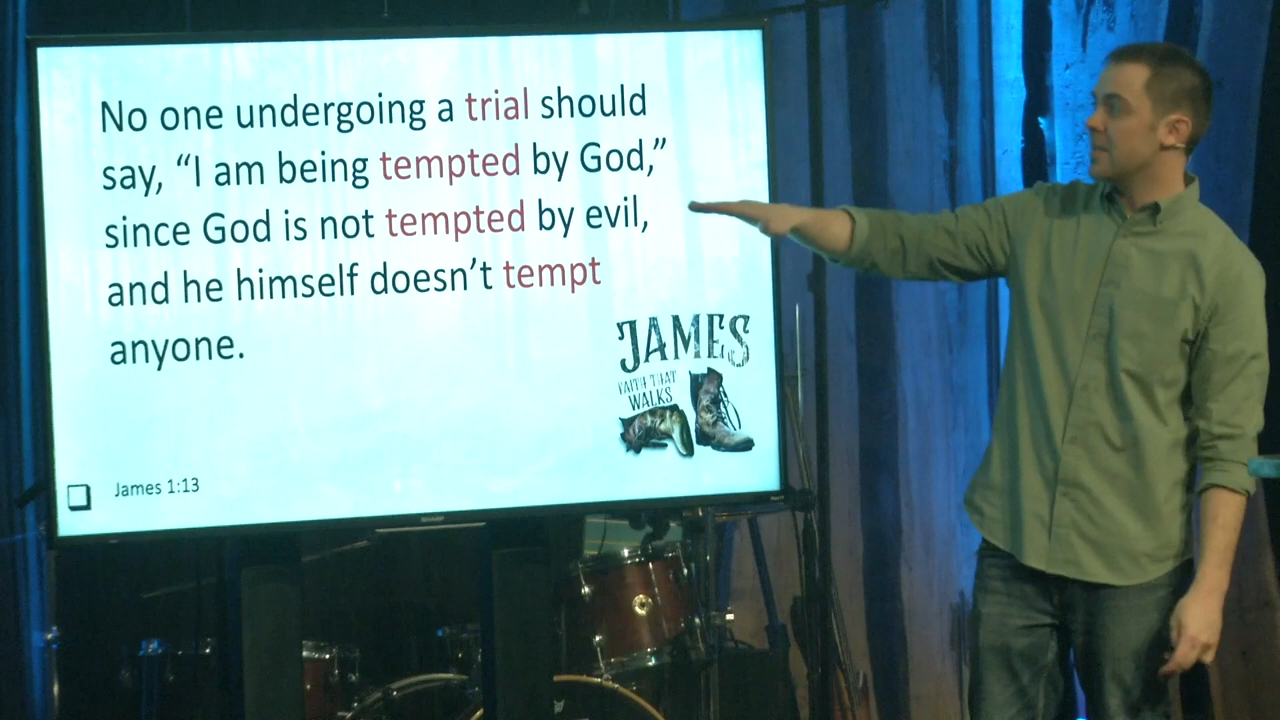 No one undergoing a trial should
say, “I am being tempted by God,”
since God is not tempted by evil,
and he himself doesn’t tempt
anyone.
JAMES
FAITH THAT
WALKS
James 1:13
SHARP